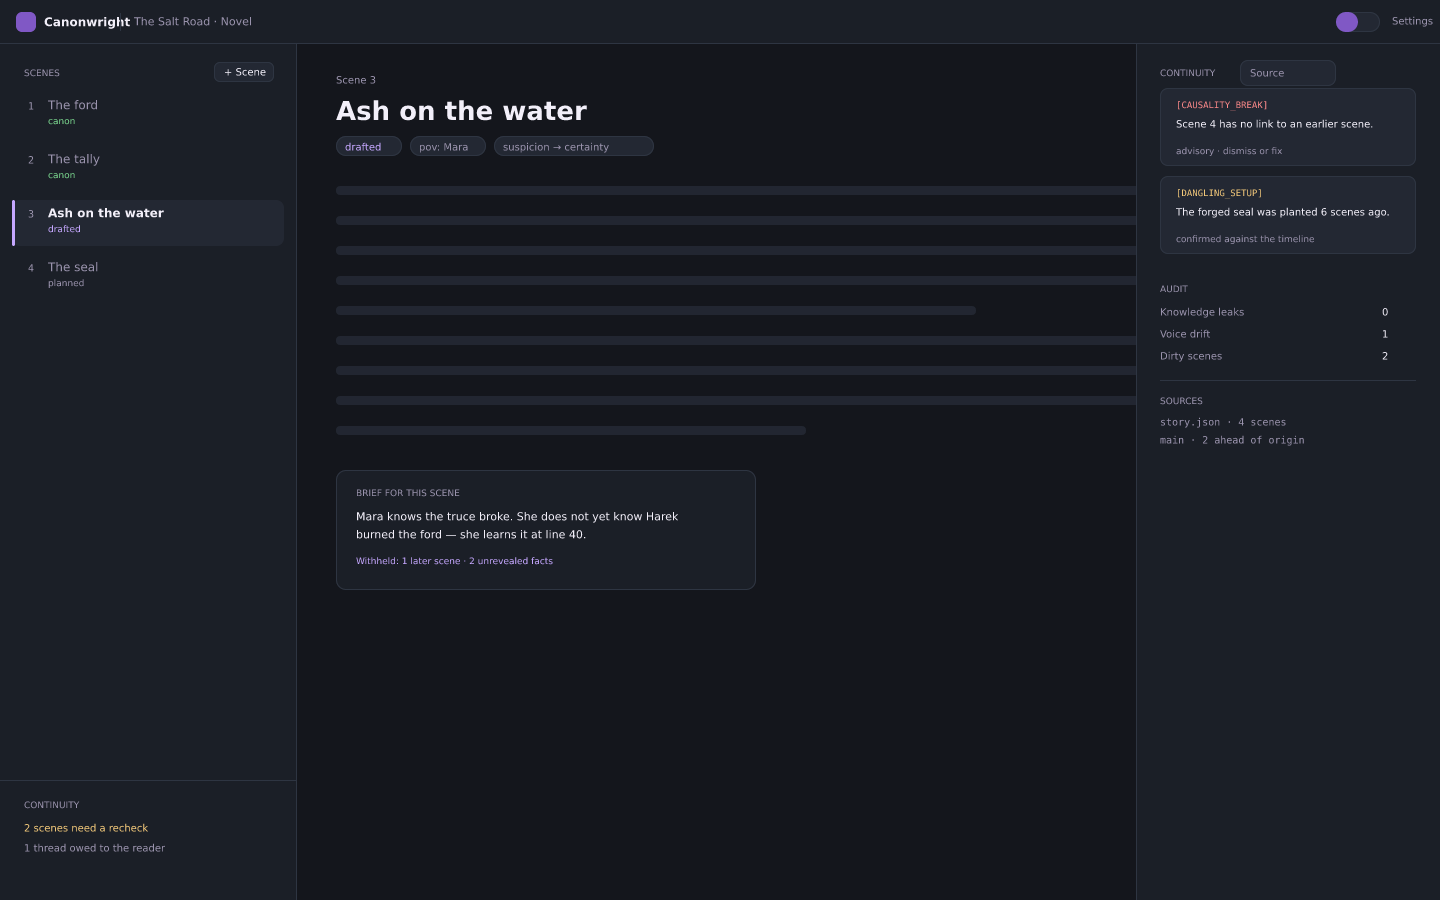 Canonwright The Salt Road · Novel
Settings
SCENES
+ Scene
1 The ford
canon
2 The tally
canon
3 Ash on the water
drafted
4 The seal
planned
CONTINUITY
2 scenes need a recheck
1 thread owed to the reader
Scene 3
Ash on the water
drafted
pov: Mara
suspicion → certainty
BRIEF FOR THIS SCENE
Mara knows the truce broke. She does not yet know Harek
burned the ford — she learns it at line 40.
Withheld: 1 later scene · 2 unrevealed facts
CONTINUITY
Source
[CAUSALITY_BREAK]
Scene 4 has no link to an earlier scene.
advisory · dismiss or fix
[DANGLING_SETUP]
The forged seal was planted 6 scenes ago.
confirmed against the timeline
AUDIT
Knowledge leaks 0
Voice drift 1
Dirty scenes 2
SOURCES
story.json · 4 scenes
main · 2 ahead of origin